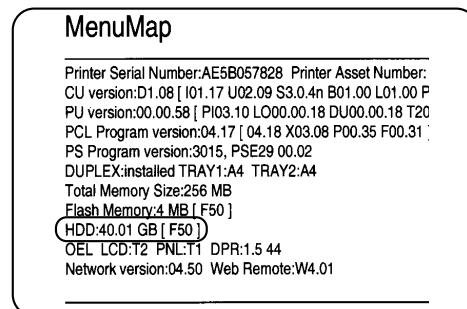 MenuMap
Printer Serial Number:AE5B057828 Printer Asset Number:
CU version:D1.08 [ I01.17 U02.09 S3.0.4n B01.00 L01.00 P
PU version:00.00.58 [ PI03.10 LO00.00.18 DU00.00.18 T20
PCL Program version:04.17 [ 04.18 X03.08 P00.35 F00.31 ]
PS Program version:3015, PSE29 00.02
DUPLEX:installed TRAY1:A4 TRAY2:A4
Total Memory Size:256 MB
Flash Memory:4 MB [ F50 ]
HDD:40.01 GB [ F50 ]
OEL LCD:T2 PNL:T1 DPR:1.5 44
Network version:04.50 Web Remote:W4.01